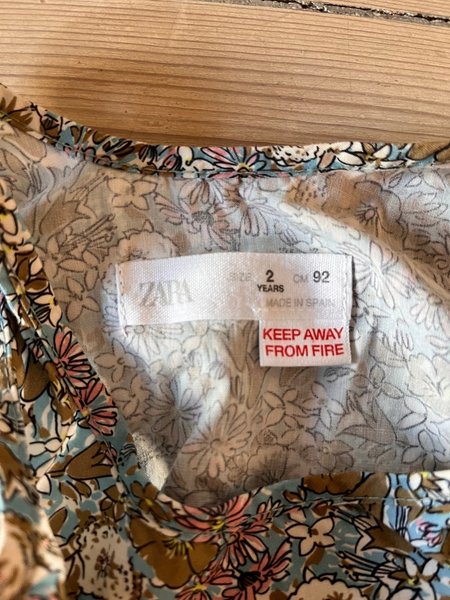 ZARA
SIZE 2 YEARS CM 92
MADE IN SPAIN
KEEP AWAY
FROM FIRE